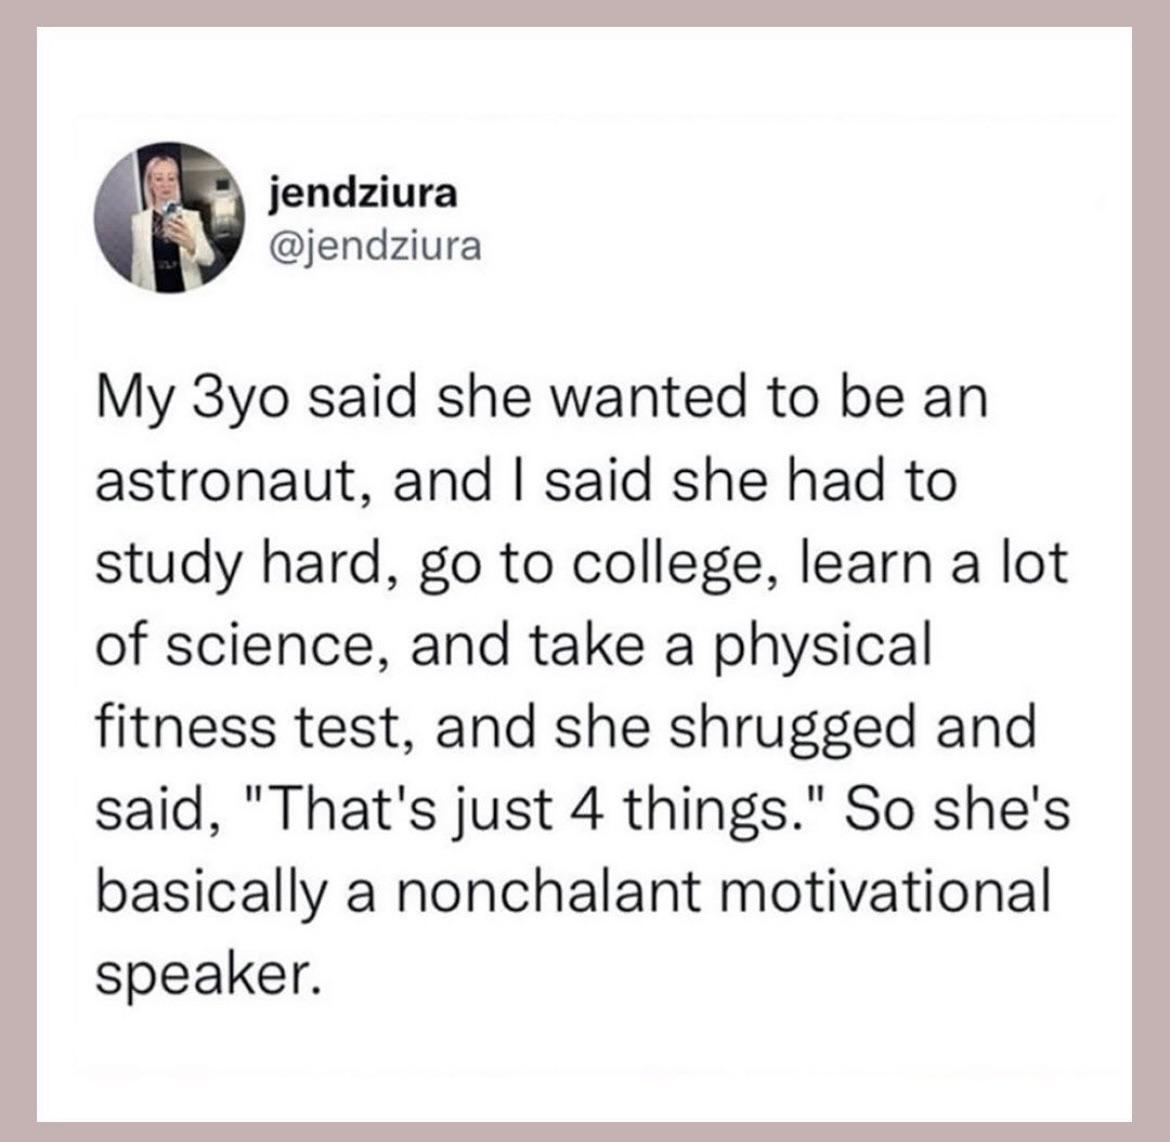 jendziura
@jendziura
My 3yo said she wanted to be an
astronaut, and I said she had to
study hard, go to college, learn a lot
of science, and take a physical
fitness test, and she shrugged and
said, "That's just 4 things." So she's
basically a nonchalant motivational
speaker.